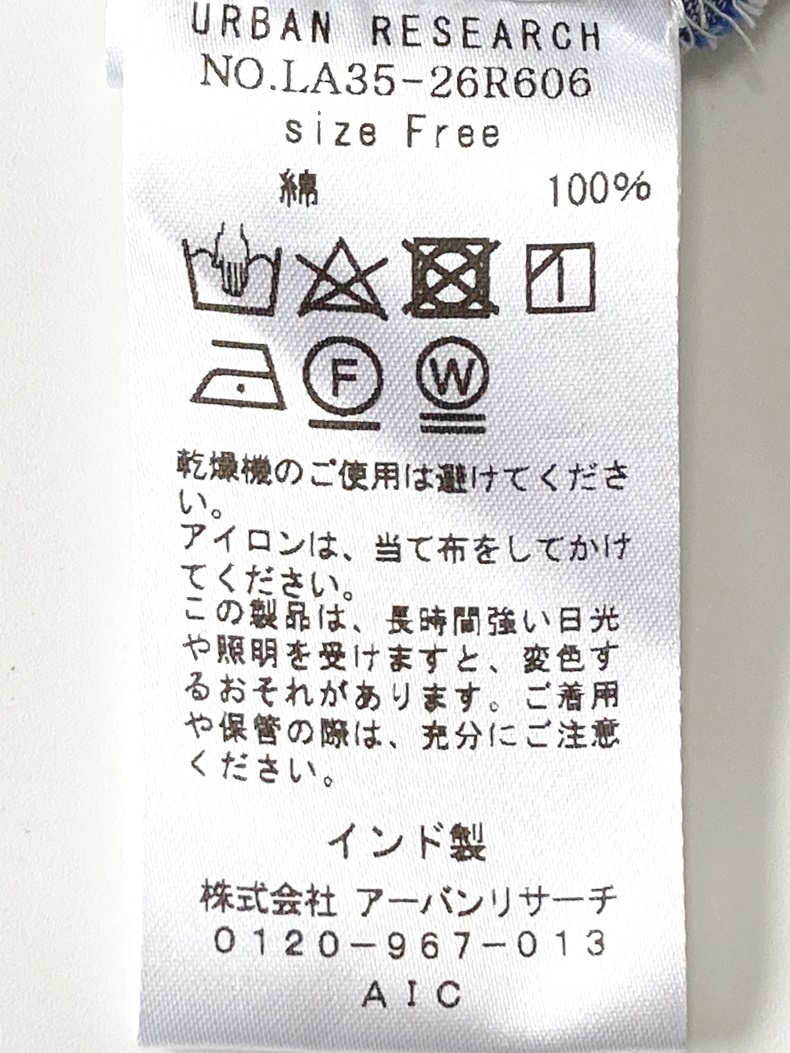 URBAN RESEARCH
NO.LA35-26R606
size Free
綿 100%
F W
乾燥機のご使用は避けてくださ
い。
アイロンは、当て布をしてかけ
てください。
この製品は、長時間強い日光
や照明を受けますと、変色す
るおそれがあります。ご着用
や保管の際は、充分にご注意
ください。
インド製
株式会社 アーバンリサーチ
0120-967-013
AIC